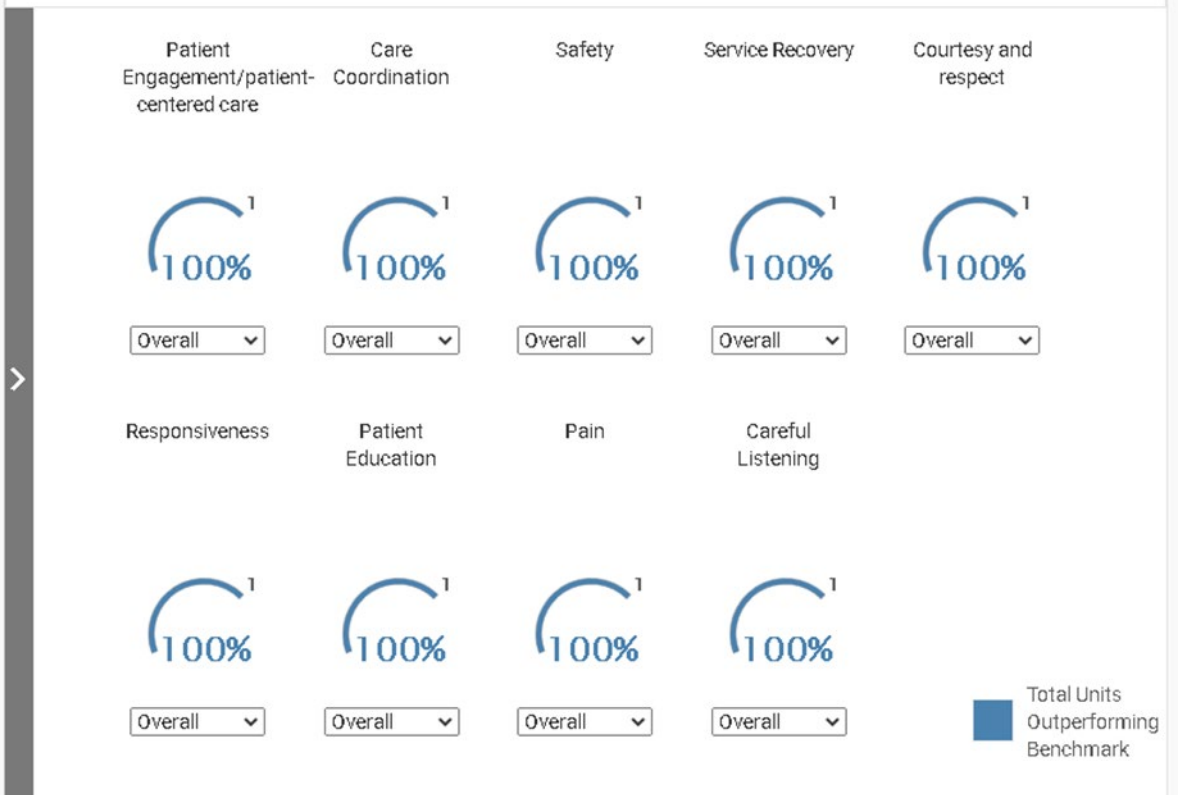 Patient
Engagement/patient-
centered care
Care
Coordination
Safety
Service Recovery
Courtesy and
respect
1
100%
1
100%
1
100%
1
100%
1
100%
Overall
Overall
Overall
Overall
Overall
Responsiveness
Patient
Education
Pain
Careful
Listening
1
100%
1
100%
1
100%
1
100%
Overall
Overall
Overall
Overall
Total Units
Outperforming
Benchmark